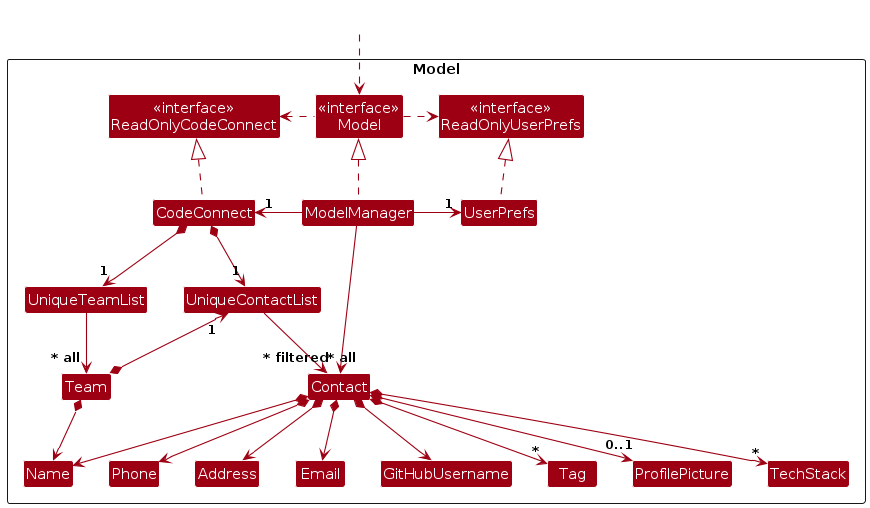 Model
«interface»
ReadOnlyCodeConnect
«interface»
Model
«interface»
ReadOnlyUserPrefs
CodeConnect
1
ModelManager
1
UserPrefs
1
1
UniqueTeamList
UniqueContactList
1
* all
* filtered
* all
Team
Contact
0..1
*
*
Name
Phone
Address
Email
GitHubUsername
Tag
ProfilePicture
TechStack